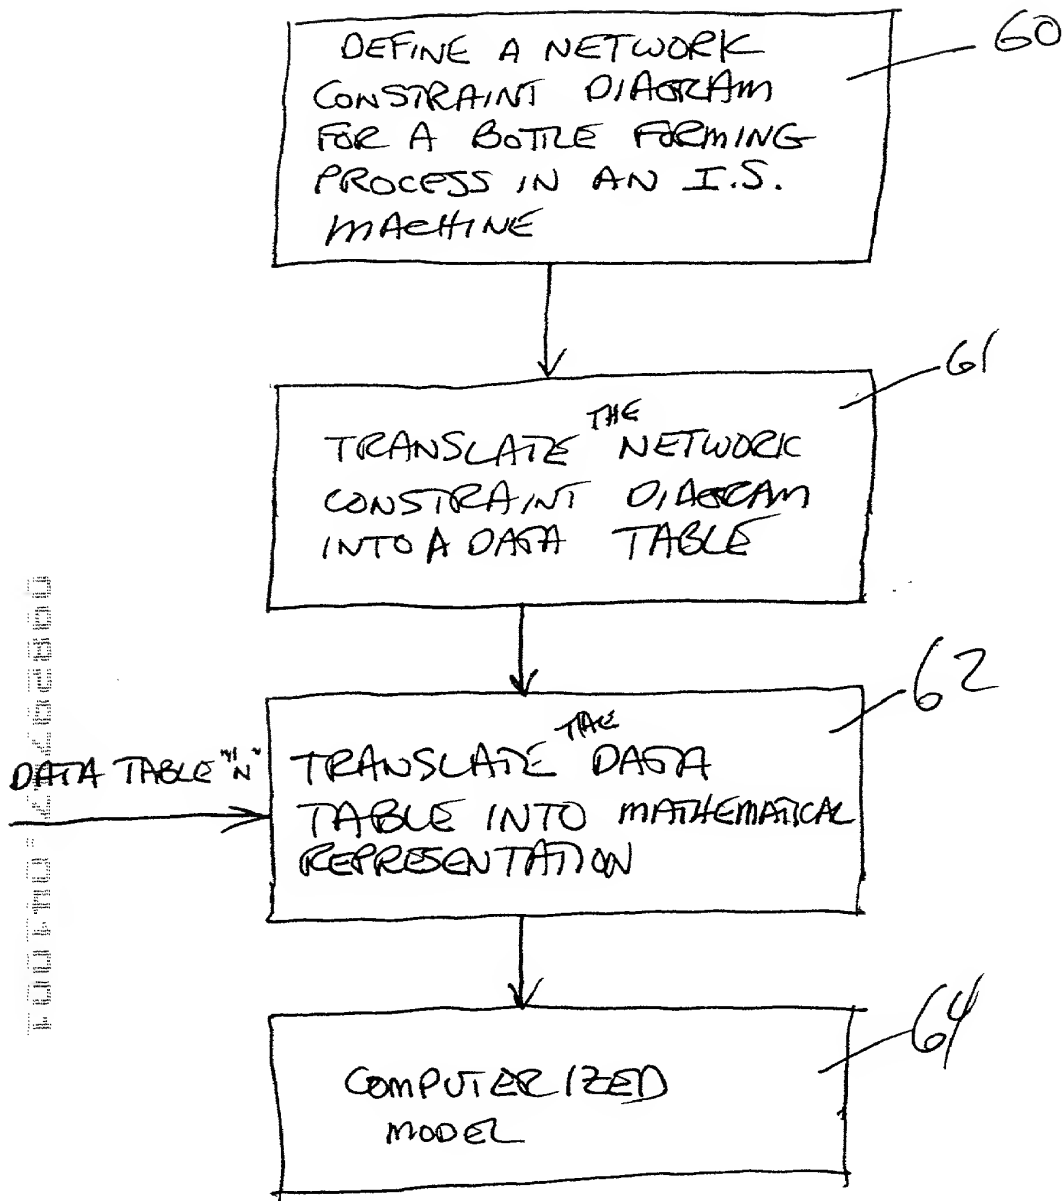 DEFINE A NETWORK
CONSTRAINT DIAGRAM
FOR A BOTTLE FORMING
PROCESS IN AN I.S.
MACHINE
60
TRANSLATE THE NETWORK
CONSTRAINT DIAGRAM
INTO A DATA TABLE
61
DATA TABLE "N"
TRANSLATE THE DATA
TABLE INTO MATHEMATICAL
REPRESENTATION
62
COMPUTERIZED
MODEL
64